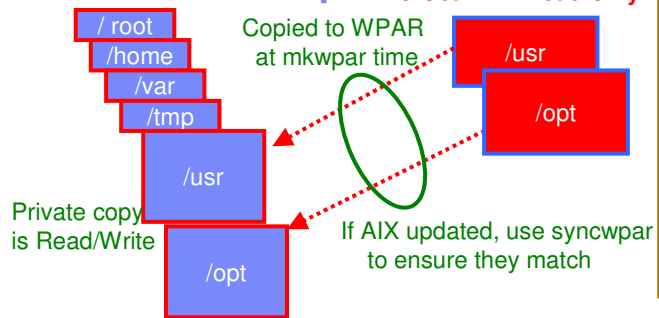 / root
/home
/var
/tmp
/usr
/opt
Copied to WPAR
at mkwpar time
/usr
/opt
Private copy
is Read/Write
If AIX updated, use syncwpar
to ensure they match